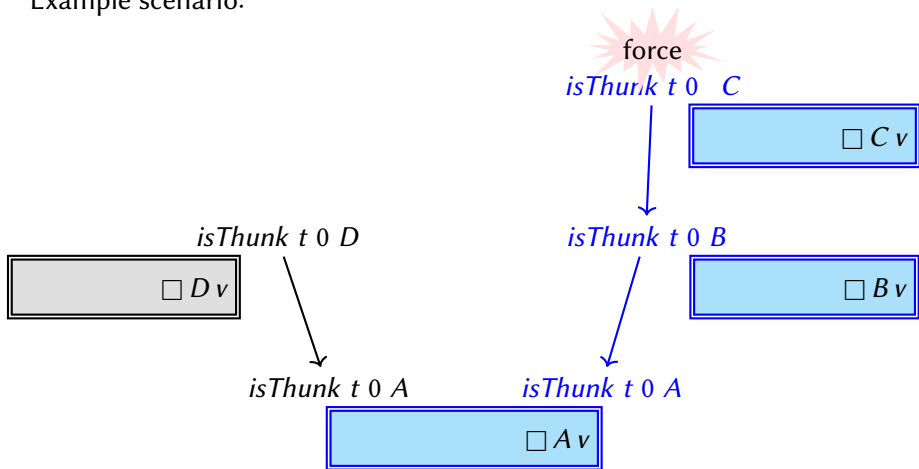 Example scenario:
force
isThunk t 0 C
□ C v
isThunk t 0 D
isThunk t 0 B
□ D v
□ B v
isThunk t 0 A
isThunk t 0 A
□ A v